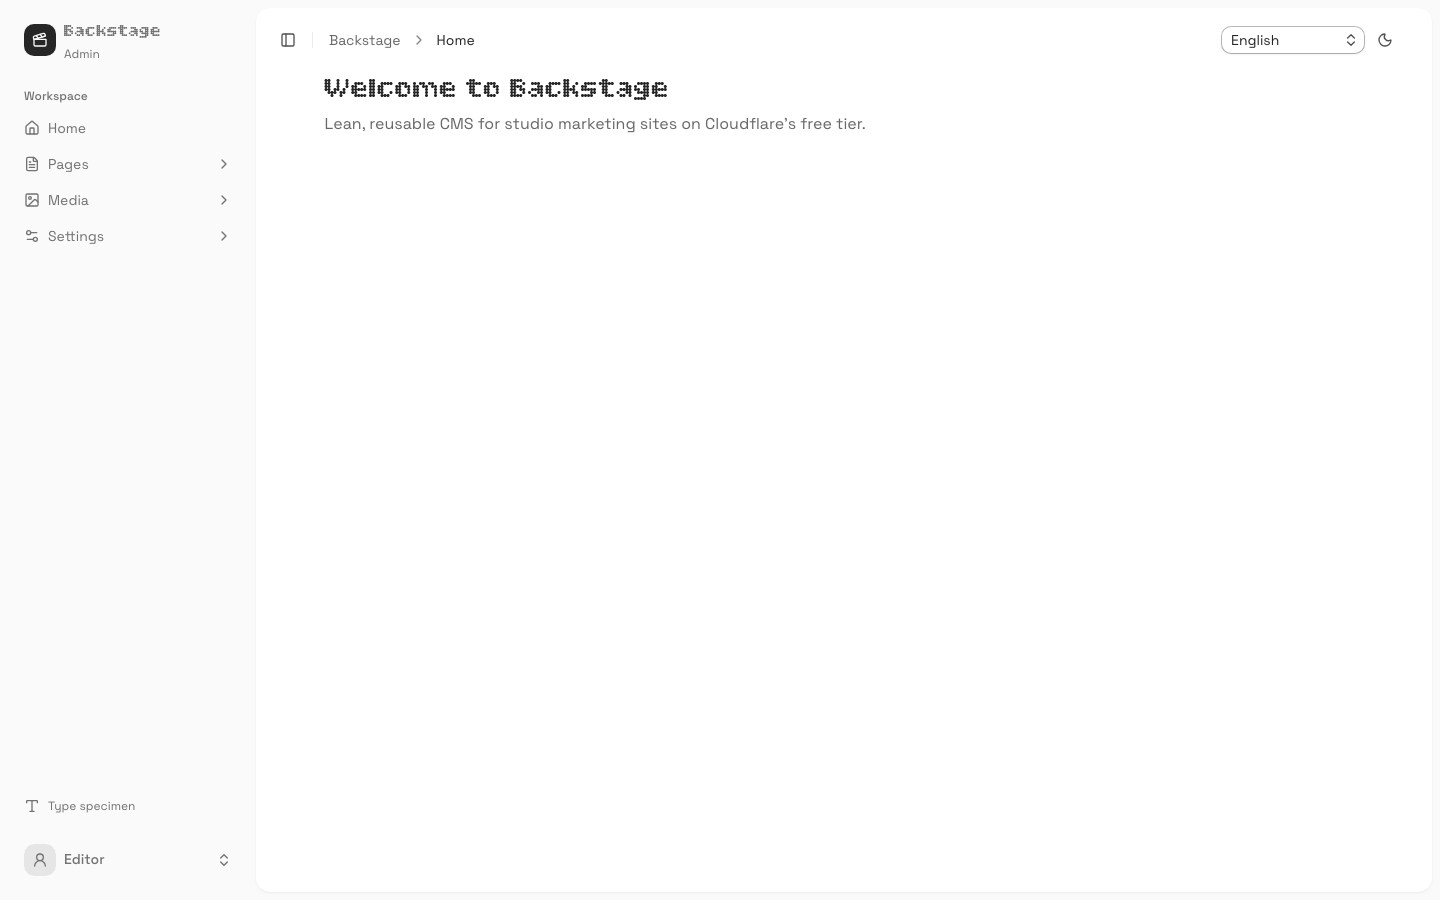 Backstage
Admin
Workspace
Home
Pages
Media
Settings
Type specimen
Editor
Backstage
Home
English
Welcome to Backstage
Lean, reusable CMS for studio marketing sites on Cloudflare's free tier.